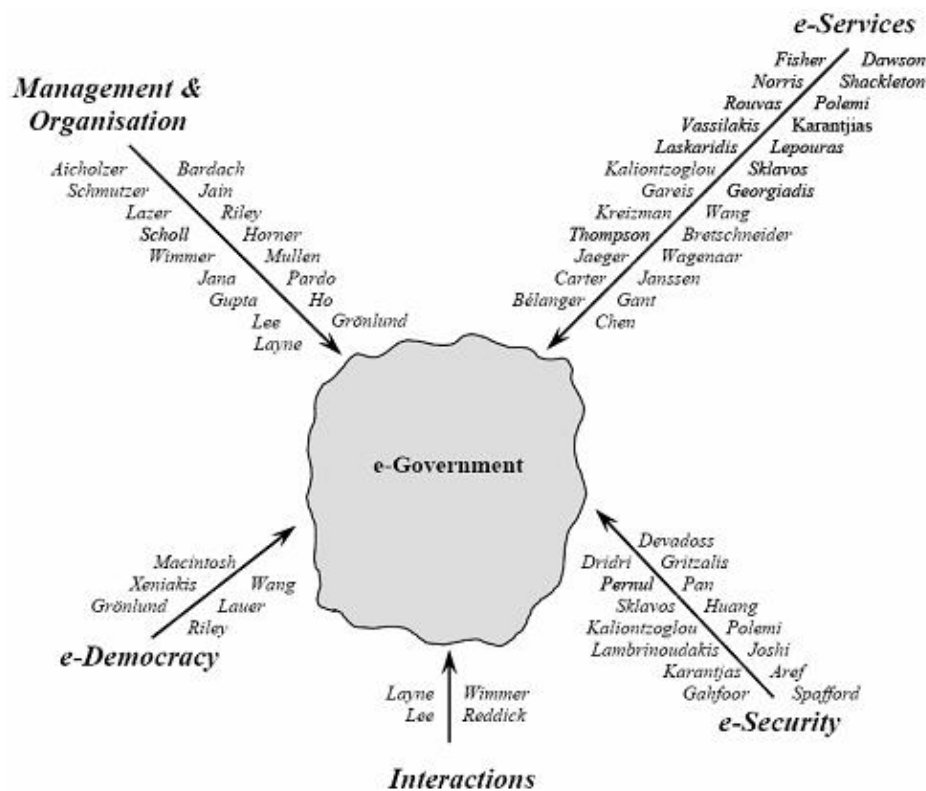 e-Services
Fisher Dawson
Norris Shackleton
Rouvas Polemi
Vassilakis Karantjias
Laskaridis Lepouras
Kaliontzoglou Sklavos
Gareis Georgiadis
Kreizman Wang
Thompson Bretschneider
Jaeger Wagenaar
Carter Janssen
Bélanger Gant
Chen
Management &
Organisation
Aicholzer Bardach
Schmutzer Jain
Lazer Riley
Scholl Horner
Wimmer Mullen
Jana Pardo
Gupta Ho
Lee Grönlund
Layne
e-Government
Macintosh
Xeniakis Wang
Grönlund Lauer
Riley
e-Democracy
Devadoss
Dridri Gritzalis
Pernul Pan
Sklavos Huang
Kaliontzoglou Polemi
Lambrinoudakis Joshi
Karantjas Aref
Gahfoor Spafford
e-Security
Layne Wimmer
Lee Reddick
Interactions